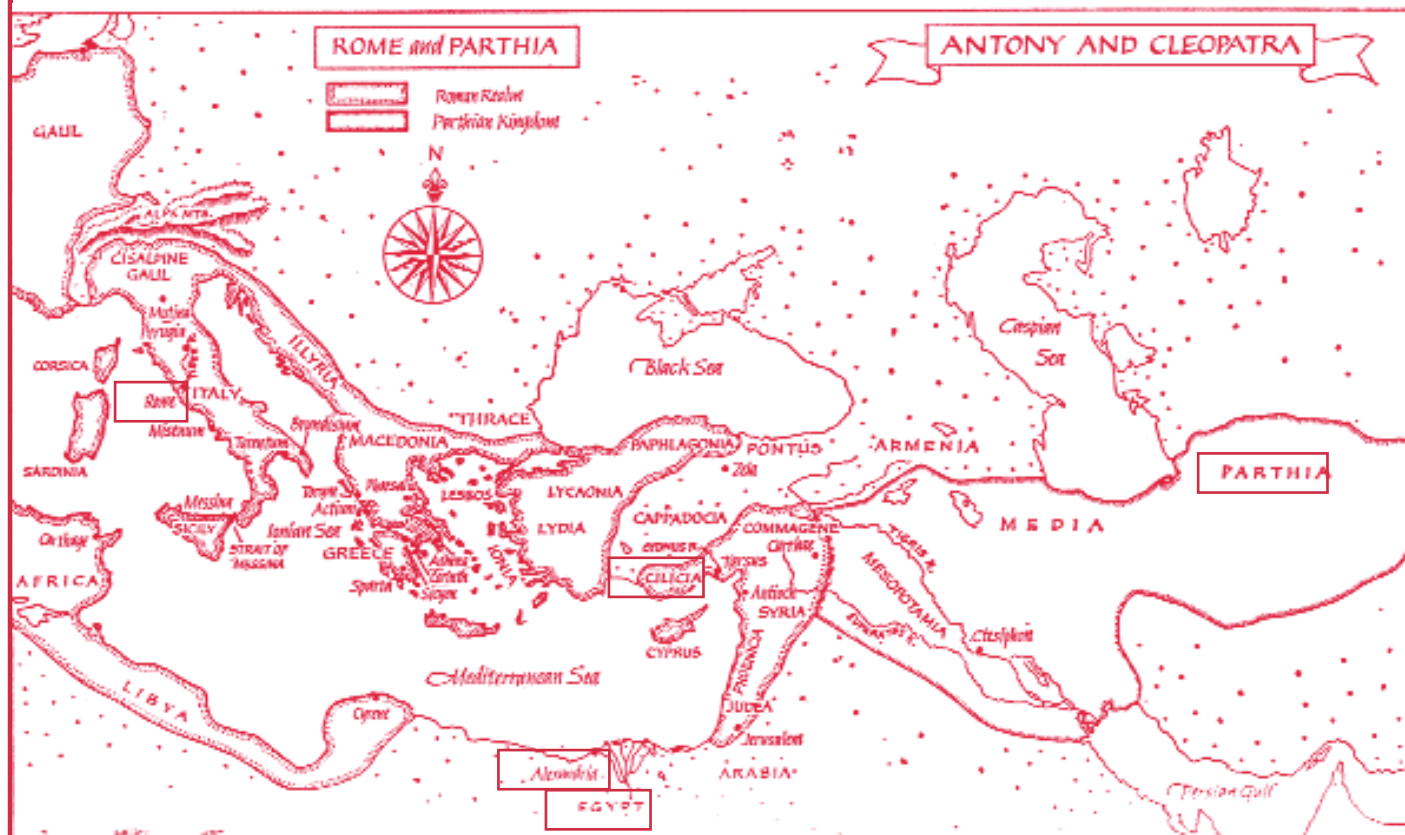 ROME and PARTHIA
ANTONY AND CLEOPATRA
Roman Realm
Parthian Kingdom
N
GAUL
ALPS MTS.
CISALPINE
GAUL
Mutina
Perugia
ILLYRIA
CORSICA
Rome
ITALY
Misenum
SARDINIA
Tarentum
Brundisium
MACEDONIA
THRACE
Black Sea
Caspian
Sea
PAPHLAGONIA
PONTUS
Zela
ARMENIA
PARTHIA
MEDIA
Messina
SICILY
STRAIT OF
MESSINA
Ionian Sea
Toryne
Actium
GREECE
LESBOS
Athens
Corinth
Sicyon
Sparta
IONIA
LYCAONIA
LYDIA
CAPPADOCIA
CYDNUS R.
CILICIA
Tarsus
COMMAGENE
Antioch
SYRIA
TIGRIS R.
MESOPOTAMIA
EUPHRATES R.
Ctesiphon
Carthage
AFRICA
CYPRUS
PHOENICIA
JUDEA
Jerusalem
Mediterranean Sea
LIBYA
Cyrene
Alexandria
EGYPT
ARABIA
Persian Gulf